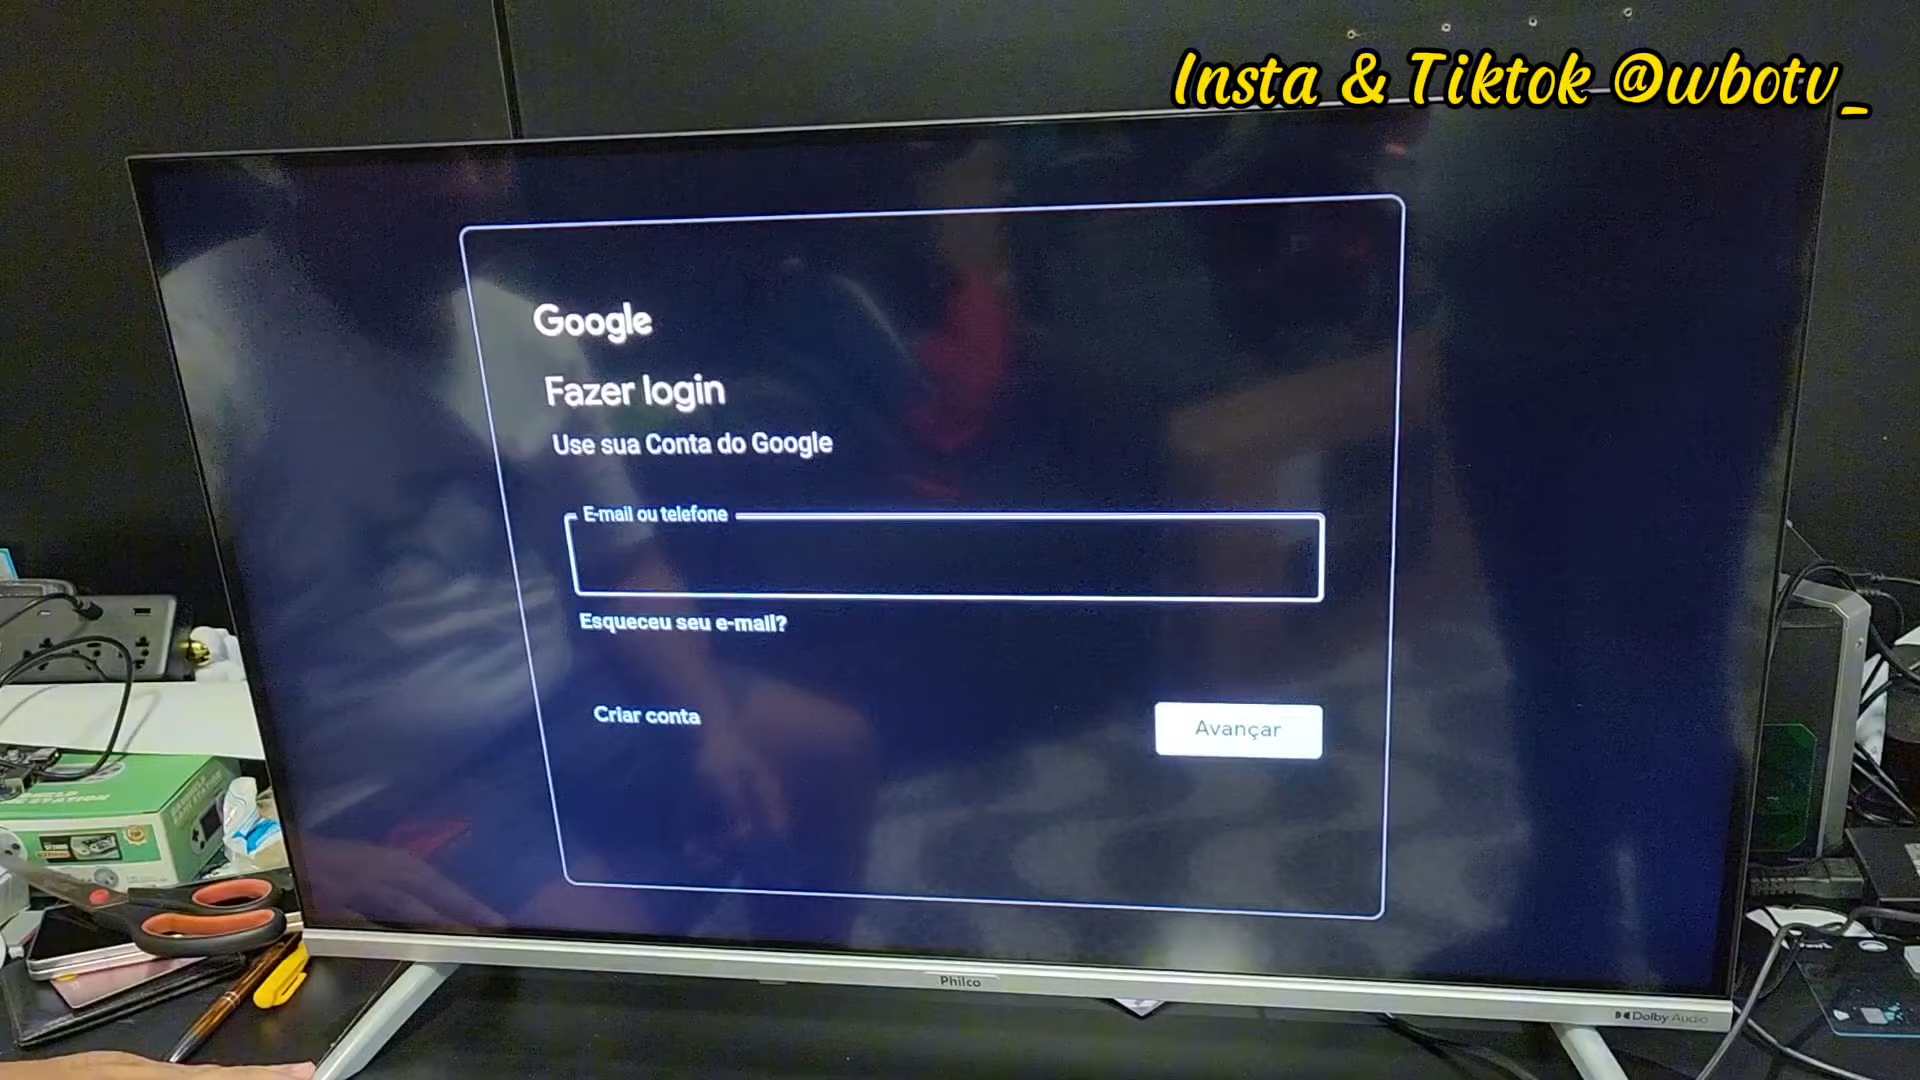 Insta & Tiktok @wbotv_
Google
Fazer login
Use sua Conta do Google
E-mail ou telefone
Esqueceu seu e-mail?
Criar conta
Avançar
Philco
Dolby Audio